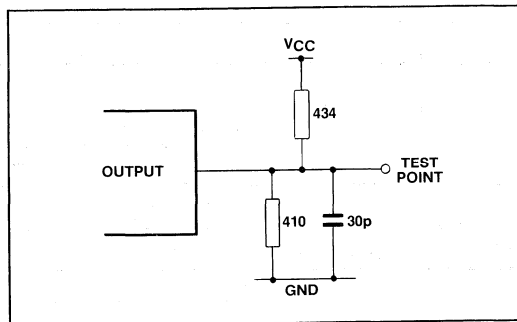 VCC
434
OUTPUT
TEST
POINT
410
30p
GND